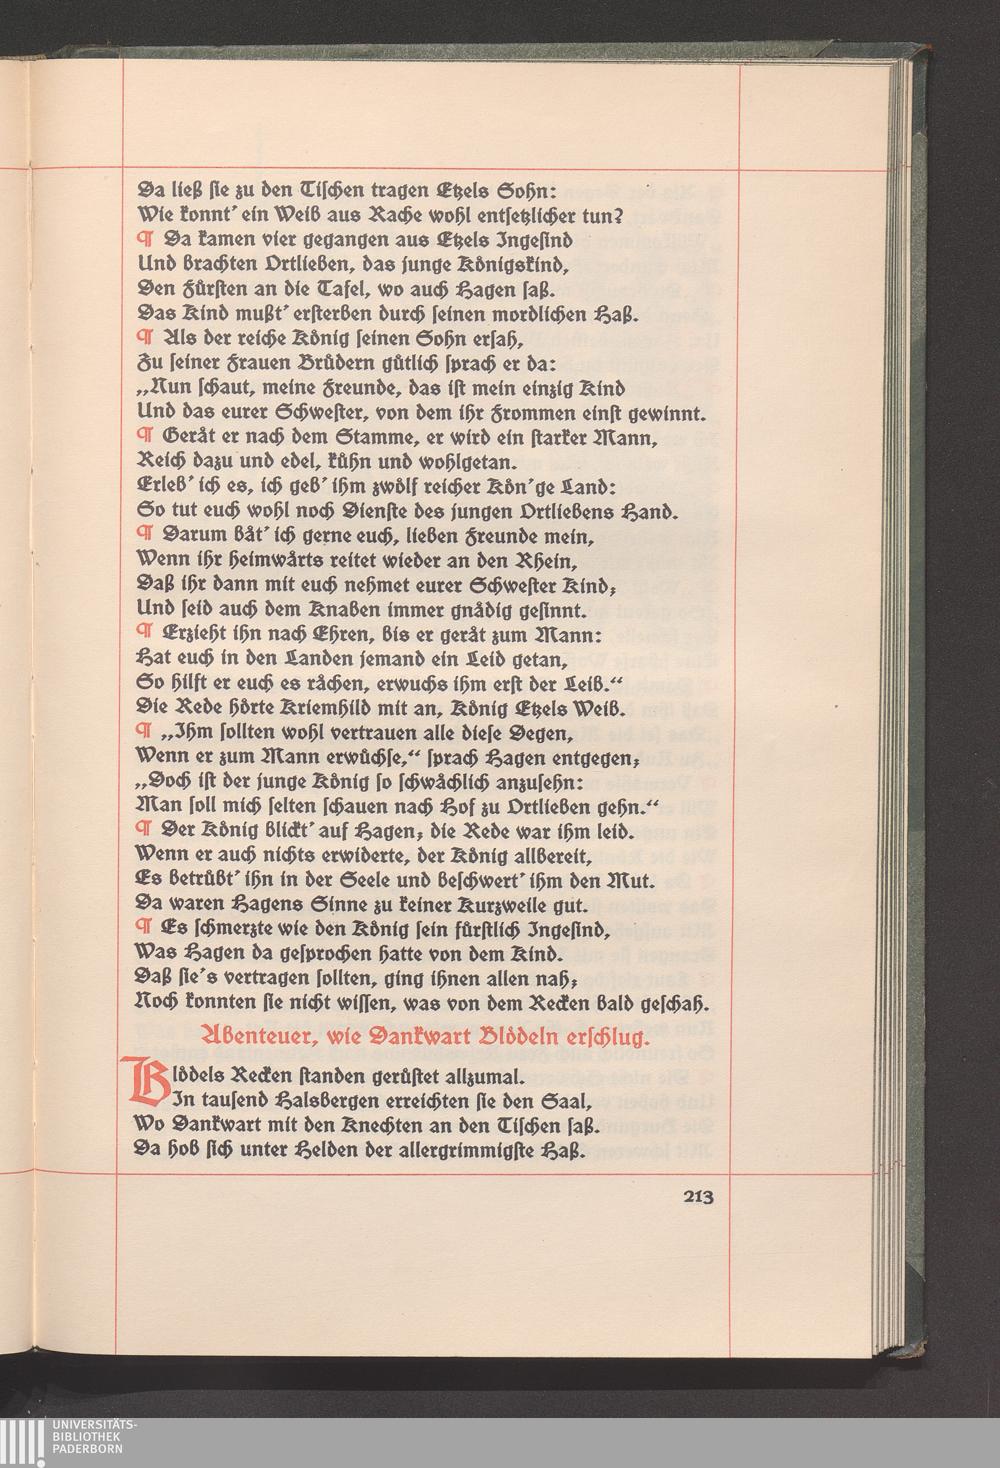 Da ließ sie zu den Tischen tragen Etzels Sohn:
Wie konnt' ein Weib aus Rache wohl entsetzlicher tun?
¶ Da kamen vier gegangen aus Etzels Ingesind
Und brachten Ortlieben, das junge Königskind,
Den Fürsten an die Tafel, wo auch Hagen saß.
Das Kind mußt' ersterben durch seinen mordlichen Haß.
¶ Als der reiche König seinen Sohn ersah,
Zu seiner Frauen Brüdern gütlich sprach er da:
„Nun schaut, meine Freunde, das ist mein einzig Kind
Und das eurer Schwester, von dem ihr Frommen einst gewinnt.
¶ Gerät er nach dem Stamme, er wird ein starker Mann,
Reich dazu und edel, kühn und wohlgetan.
Erleb' ich es, ich geb' ihm zwölf reicher Kön'ge Land:
So tut euch wohl noch Dienste des jungen Ortliebens Hand.
¶ Darum bät' ich gerne euch, lieben Freunde mein,
Wenn ihr heimwärts reitet wieder an den Rhein,
Daß ihr dann mit euch nehmet eurer Schwester Kind;
Und seid auch dem Knaben immer gnädig gesinnt.
¶ Erzieht ihn nach Ehren, bis er gerät zum Mann:
Hat euch in den Landen jemand ein Leid getan,
So hilft er euch es rächen, erwuchs ihm erst der Leib.“
Die Rede hörte Kriemhild mit an, König Etzels Weib.
¶ „Ihm sollten wohl vertrauen alle diese Degen,
Wenn er zum Mann erwüchse,“ sprach Hagen entgegen;
„Doch ist der junge König so schwächlich anzusehn:
Man soll mich selten schauen nach Hof zu Ortlieben gehn.“
¶ Der König blickt' auf Hagen; die Rede war ihm leid.
Wenn er auch nichts erwiderte, der König allbereit,
Es betrübt' ihn in der Seele und beschwert' ihm den Mut.
Da waren Hagens Sinne zu keiner Kurzweile gut.
¶ Es schmerzte wie den König sein fürstlich Ingesind,
Was Hagen da gesprochen hatte von dem Kind.
Daß sie's vertragen sollten, ging ihnen allen nah;
Noch konnten sie nicht wissen, was von dem Recken bald geschah.
Abenteuer, wie Dankwart Blödeln erschlug.
Blödels Recken standen gerüstet allzumal.
In tausend Halsbergen erreichten sie den Saal,
Wo Dankwart mit den Knechten an den Tischen saß.
Da hob sich unter Helden der allergrimmigste Haß.
213
UNIVERSITÄTS-
BIBLIOTHEK
PADERBORN